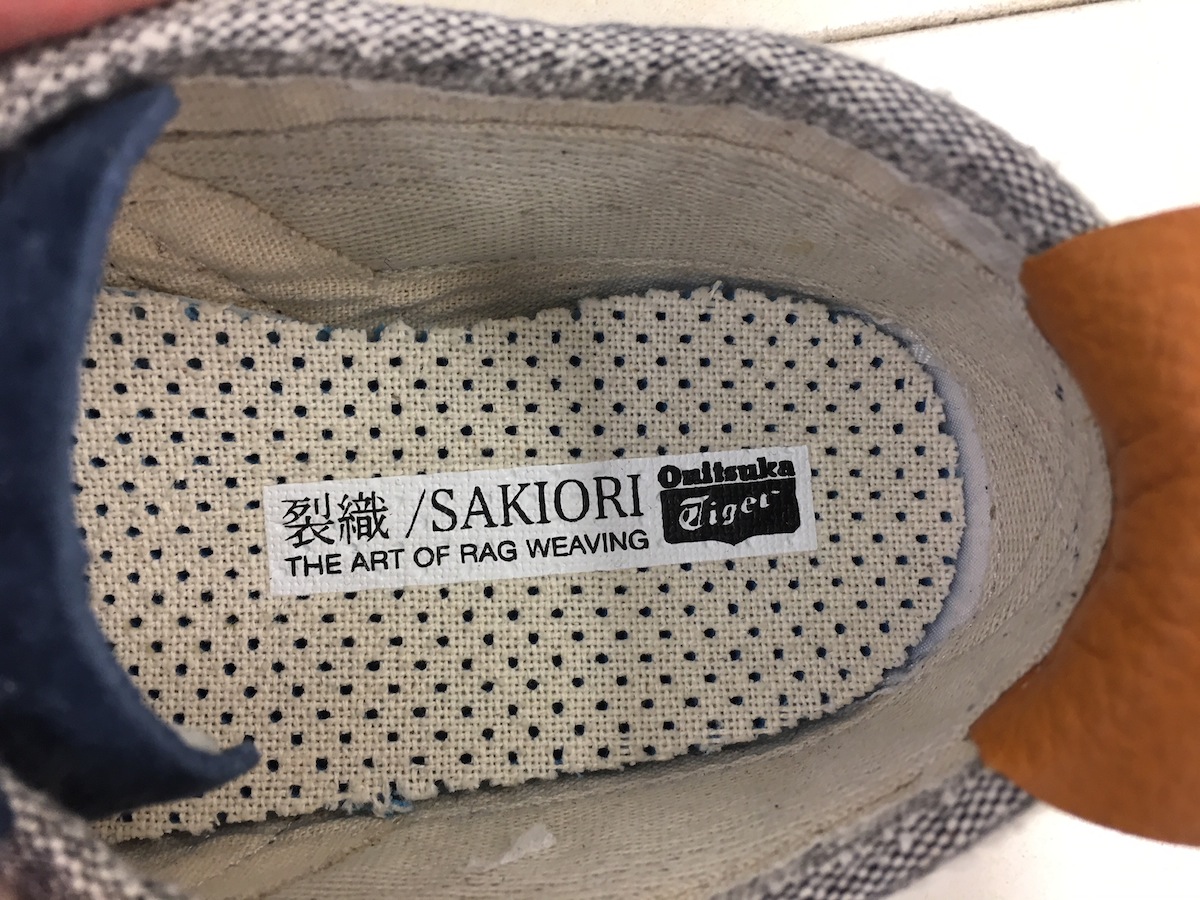 裂織 /SAKIORI
THE ART OF RAG WEAVING
Onitsuka
Tiger